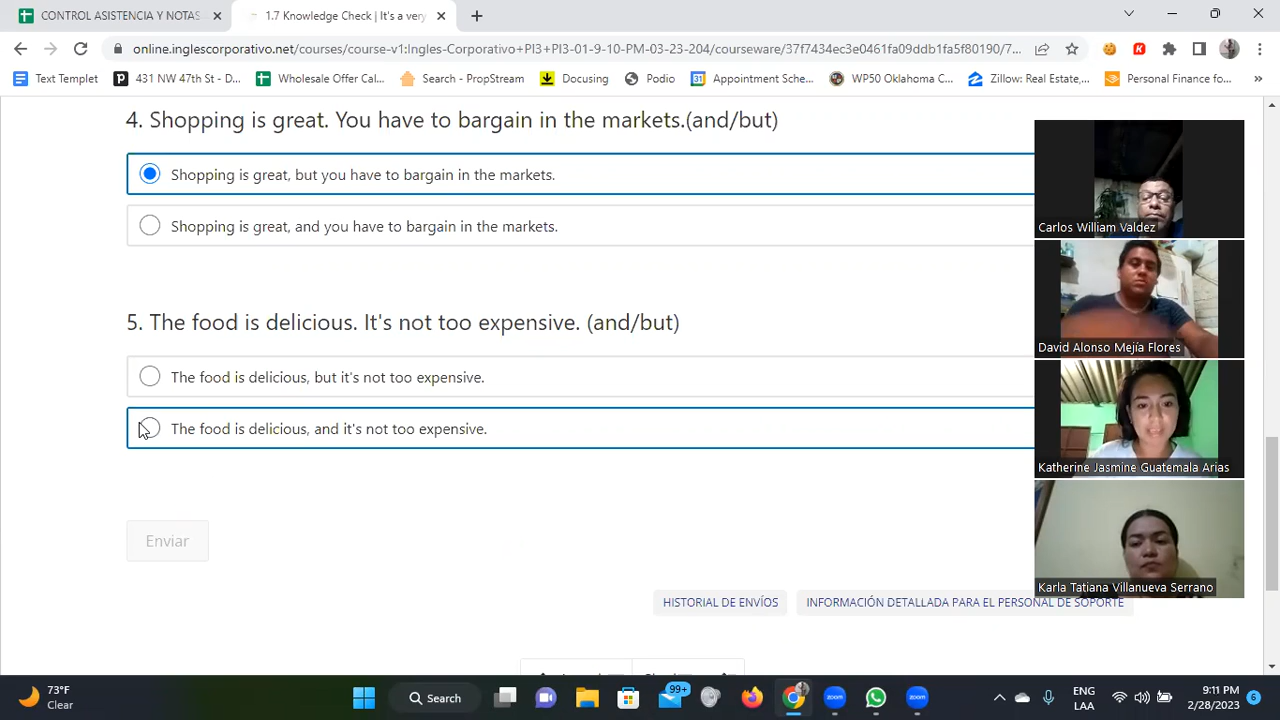 CONTROL ASISTENCIA Y NOTAS
1.7 Knowledge Check | It's a very
online.inglescorporativo.net/courses/course-v1:Ingles-Corporativo+PI3+PI3-01-9-10-PM-03-23-204/courseware/37f7434ec3e0461fa09ddb1fa5f80190/7...
Text Templet
431 NW 47th St - D...
Wholesale Offer Cal...
Search - PropStream
Docusing
Podio
Appointment Sche...
WP50 Oklahoma C...
Zillow: Real Estate,...
Personal Finance fo...
»
4. Shopping is great. You have to bargain in the markets.(and/but)
Shopping is great, but you have to bargain in the markets.
Shopping is great, and you have to bargain in the markets.
5. The food is delicious. It's not too expensive. (and/but)
The food is delicious, but it's not too expensive.
The food is delicious, and it's not too expensive.
Enviar
HISTORIAL DE ENVÍOS
INFORMACIÓN DETALLADA PARA EL PERSONAL DE SOPORTE
Carlos William Valdez
David Alonso Mejía Flores
Katherine Jasmine Guatemala Arias
Karla Tatiana Villanueva Serrano
73°F
Clear
Search
99+
ENG
LAA
9:11 PM
2/28/2023
6